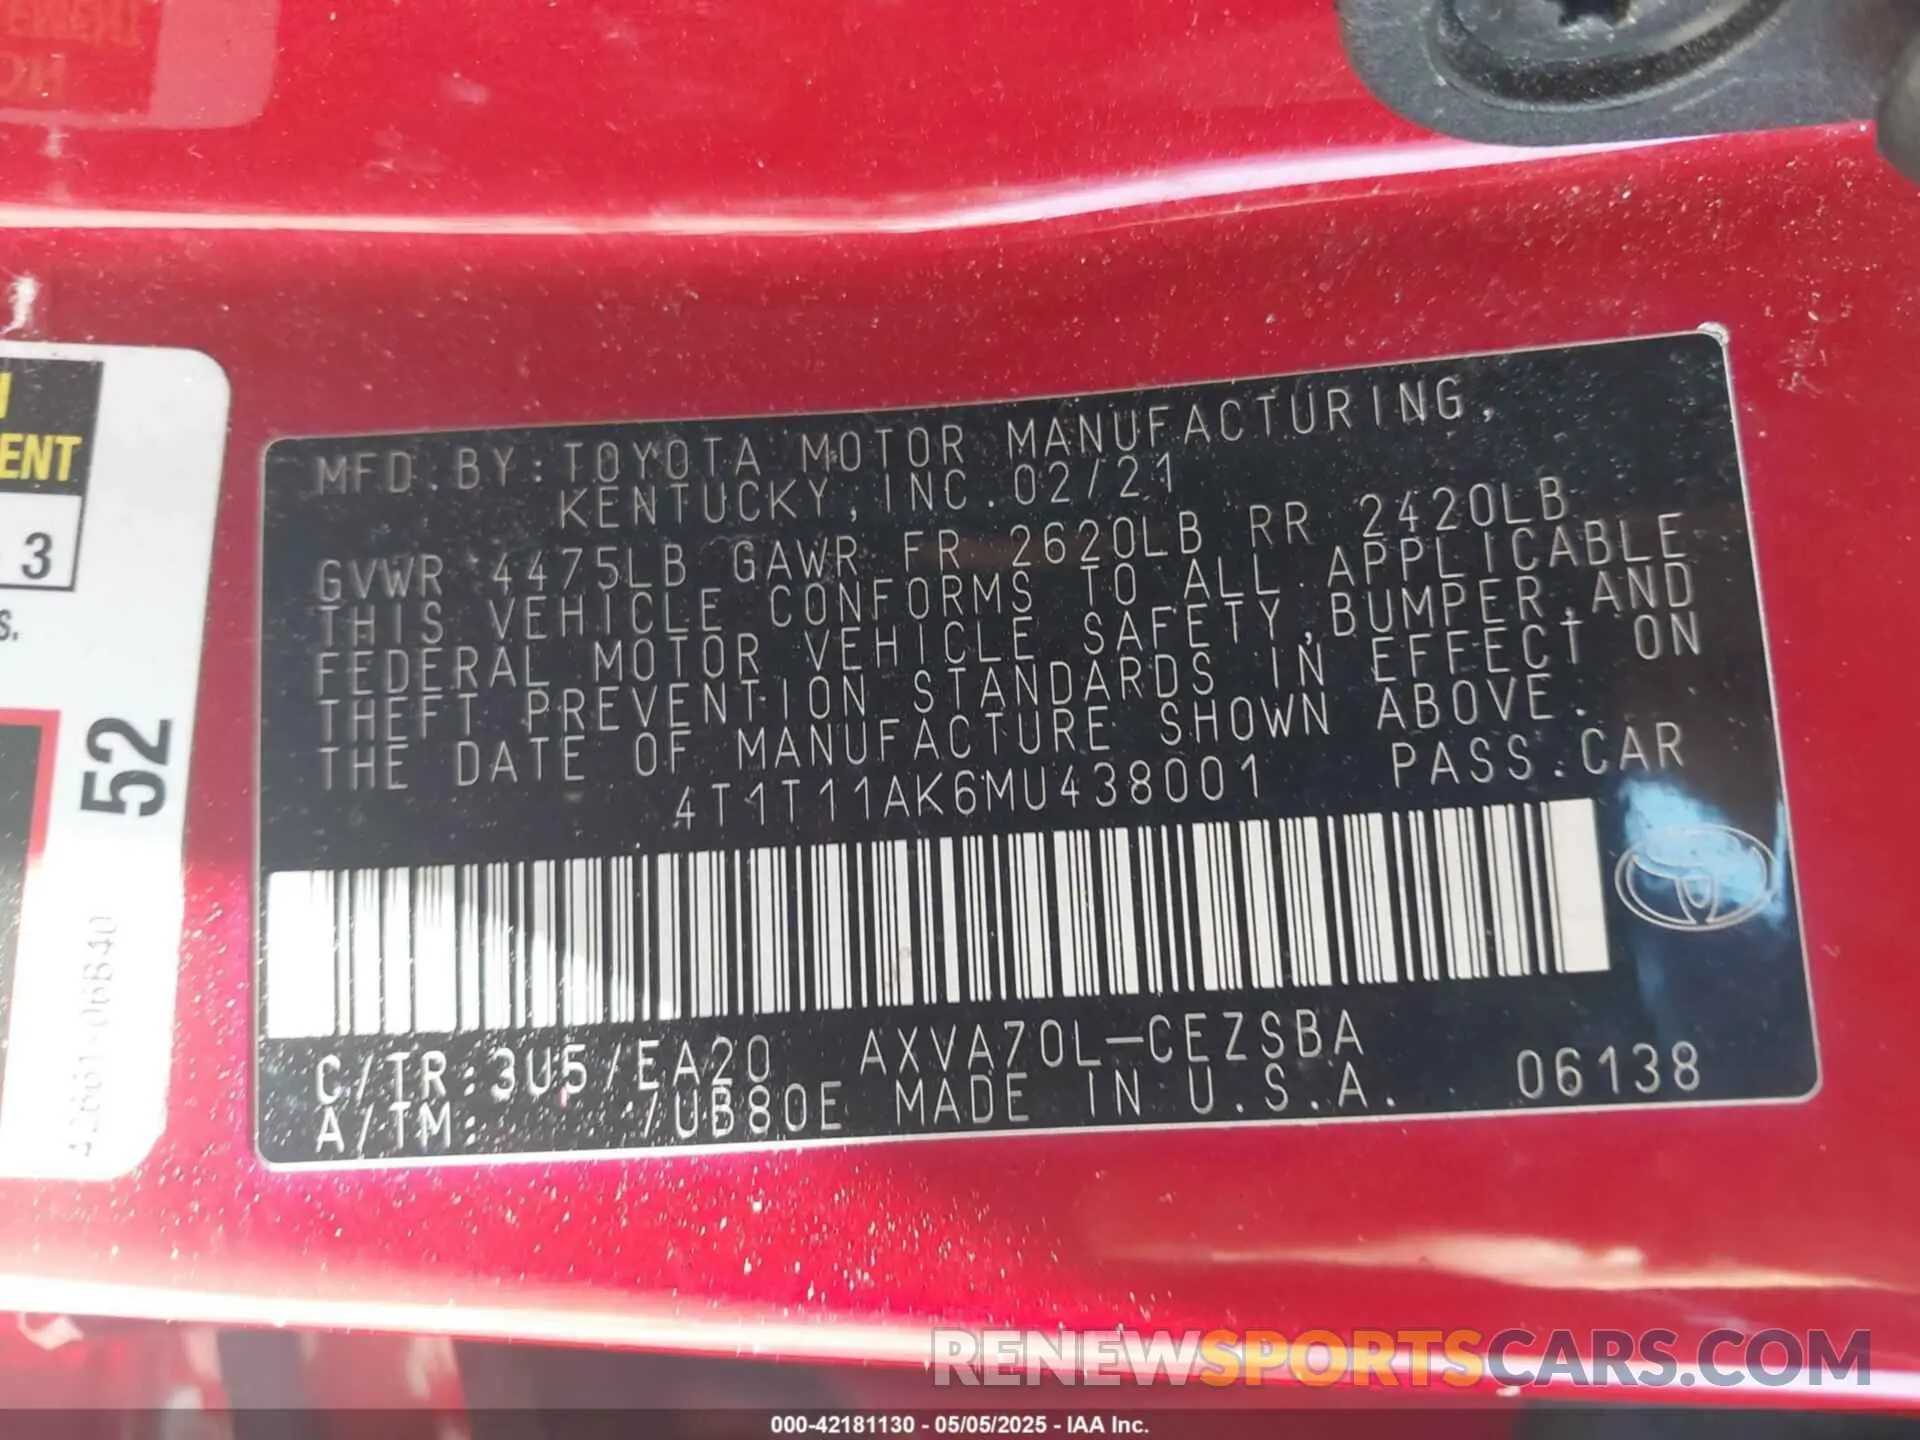 MFD.BY:TOYOTA MOTOR MANUFACTURING,
KENTUCKY,INC.02/21
GVWR 4475LB GAWR FR 2620LB RR 2420LB
THIS VEHICLE CONFORMS TO ALL APPLICABLE
FEDERAL MOTOR VEHICLE SAFETY,BUMPER,AND
THEFT PREVENTION STANDARDS IN EFFECT ON
THE DATE OF MANUFACTURE SHOWN ABOVE.
4T1T11AK6MU438001 PASS.CAR
C/TR:3U5/EA20 AXVA70L-CEZSBA
A/TM: /UB80E MADE IN U.S.A. 06138
ENT
3
S.
52
42661-06B40
RENEWSPORTSCARS.COM
000-42181130 - 05/05/2025 - IAA Inc.